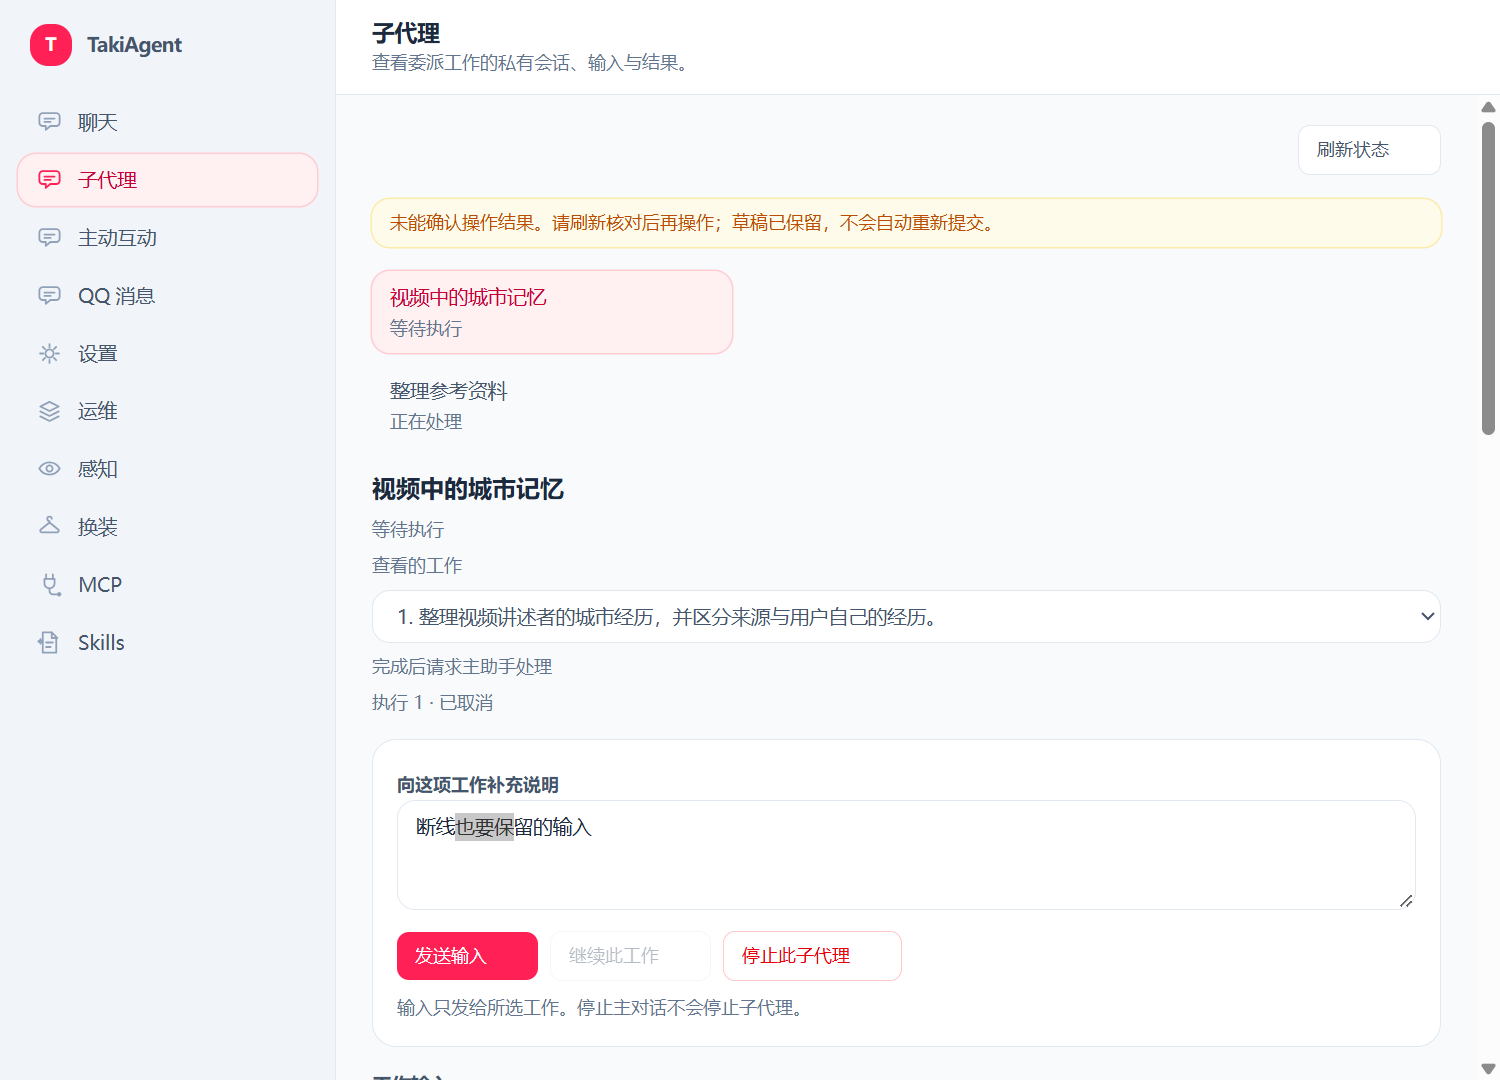 T
TakiAgent
聊天
子代理
主动互动
QQ 消息
设置
运维
感知
换装
MCP
Skills
子代理
查看委派工作的私有会话、输入与结果。
刷新状态
未能确认操作结果。请刷新核对后再操作；草稿已保留，不会自动重新提交。
视频中的城市记忆
等待执行
整理参考资料
正在处理
视频中的城市记忆
等待执行
查看的工作
1. 整理视频讲述者的城市经历，并区分来源与用户自己的经历。
完成后请求主助手处理
执行 1 · 已取消
向这项工作补充说明
断线也要保留的输入
发送输入
继续此工作
停止此子代理
输入只发给所选工作。停止主对话不会停止子代理。